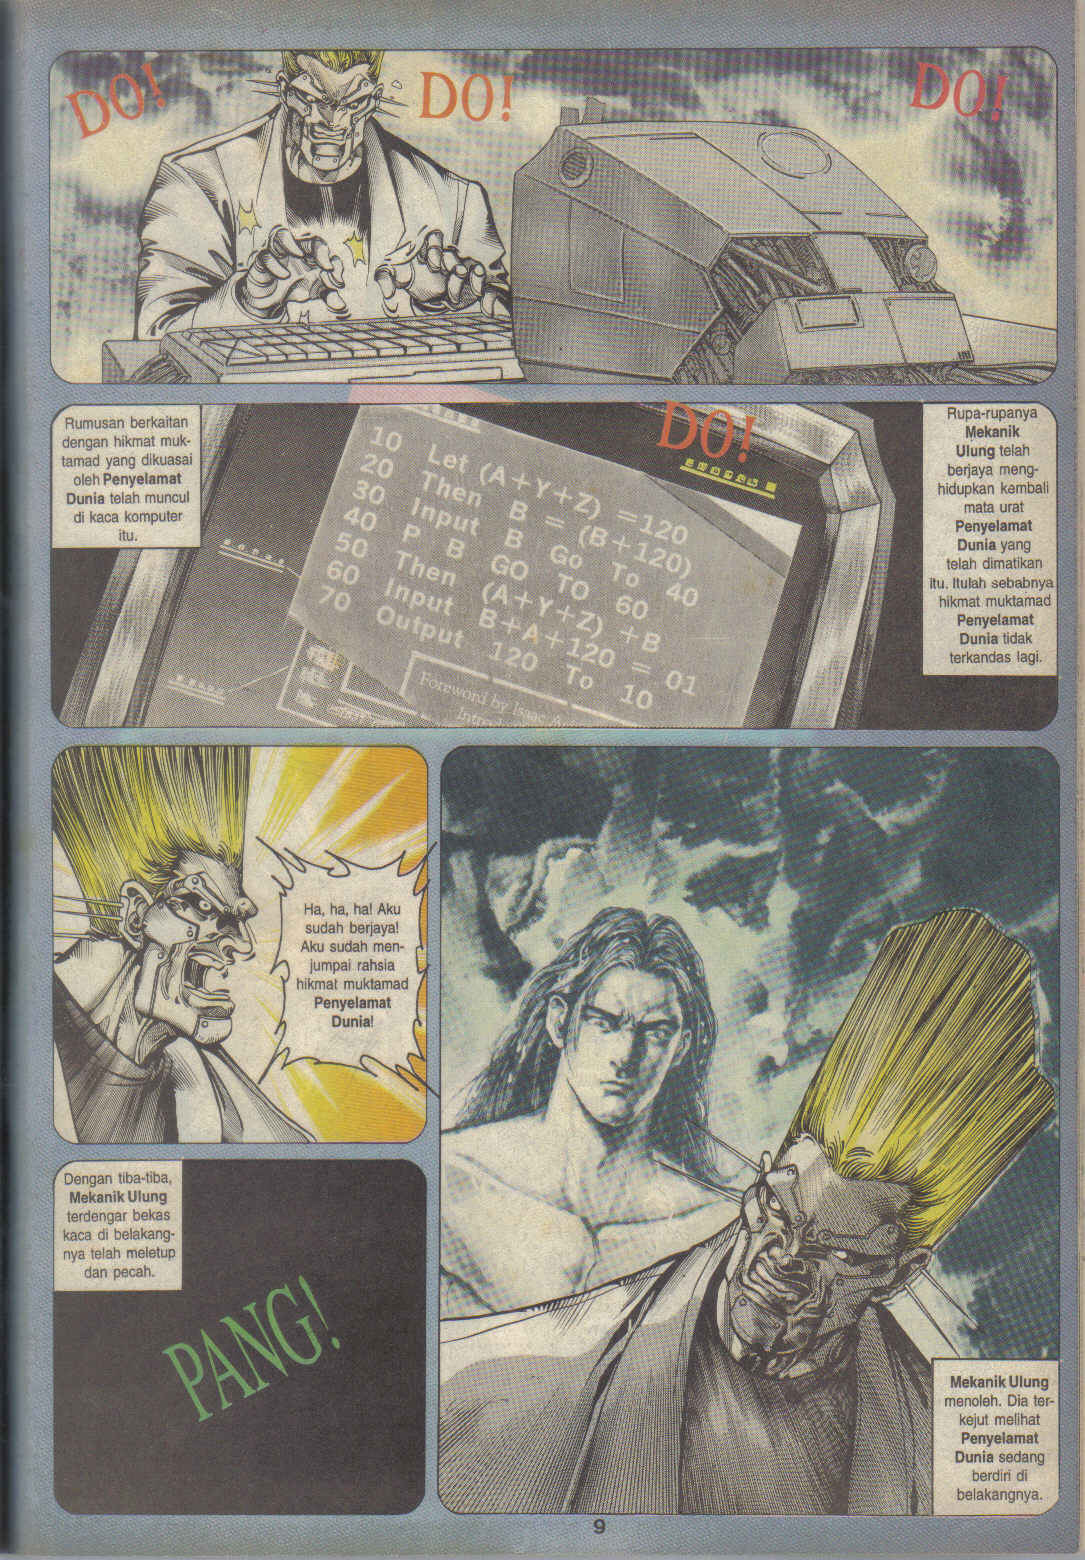 DO!
DO!
DO!
Rumusan berkaitan
dengan hikmat muk-
tamad yang dikuasai
oleh Penyelamat
Dunia telah muncul
di kaca komputer
itu.
DO!
10 Let (A+Y+Z) =120
20 Then B = (B+120)
30 Input B Go To 40
40 P B GO TO 60
50 Then (A+Y+Z) +B
60 Input B+A+120 = 01
70 Output 120 To 10
Foreword by Isaac
Rupa-rupanya
Mekanik
Ulung telah
berjaya meng-
hidupkan kembali
mata urat
Penyelamat
Dunia yang
telah dimatikan
itu. Itulah sebabnya
hikmat muktamad
Penyelamat
Dunia tidak
terkandas lagi.
Ha, ha, ha! Aku
sudah berjaya!
Aku sudah men-
jumpai rahsia
hikmat muktamad
Penyelamat
Dunia!
Dengan tiba-tiba,
Mekanik Ulung
terdengar bekas
kaca di belakang-
nya telah meletup
dan pecah.
PANG!
Mekanik Ulung
menoleh. Dia ter-
kejut melihat
Penyelamat
Dunia sedang
berdiri di
belakangnya.
9